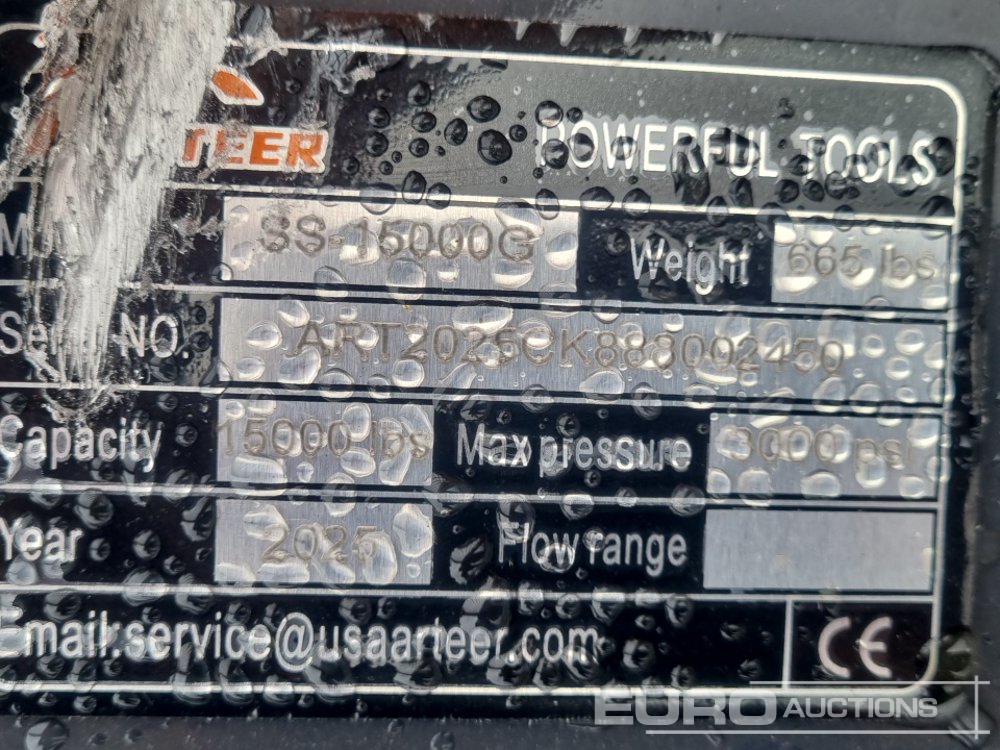 TEER POWERFUL TOOLS
SS-15000G Weight 665 lbs
NO. ART2025CK888002450
Capacity 15000 lbs Max pressure 3000 psi
Year 2025 Flow range
Email:service@usaarteer.com CE
EURO AUCTIONS